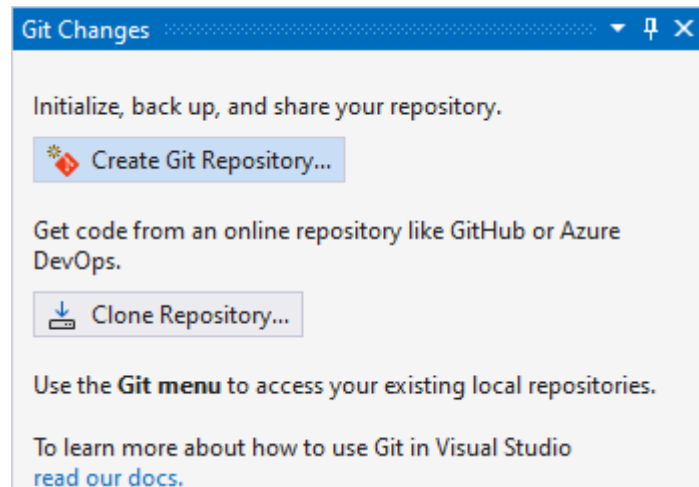 Git Changes
Initialize, back up, and share your repository.
Create Git Repository...
Get code from an online repository like GitHub or Azure
DevOps.
Clone Repository...
Use the Git menu to access your existing local repositories.
To learn more about how to use Git in Visual Studio
read our docs.